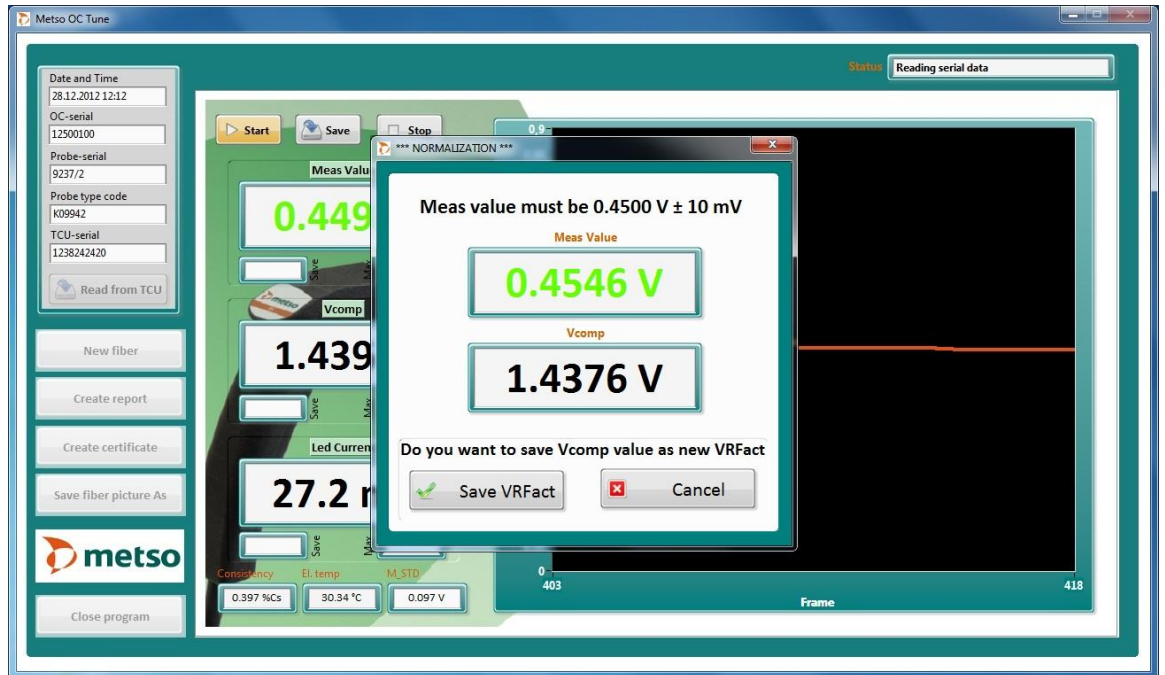 Metso OC Tune
Status Reading serial data
Date and Time
28.12.2012 12:12
OC-serial
12500100
Probe-serial
9237/2
Probe type code
K09942
TCU-serial
1238242420
Read from TCU
New fiber
Create report
Create certificate
Save fiber picture As
metso
Close program
Start Save Stop
Meas Valu
0.449
Save
metso
Vcomp
1.439
Save
Led Curren
27.2
Save
Consistency El. temp M_STD
0.397 %Cs 30.34 °C 0.097 V
*** NORMALIZATION ***
Meas value must be 0.4500 V ± 10 mV
Meas Value
0.4546 V
Vcomp
1.4376 V
Do you want to save Vcomp value as new VRFact
Save VRFact Cancel
0,9
0
403 418
Frame